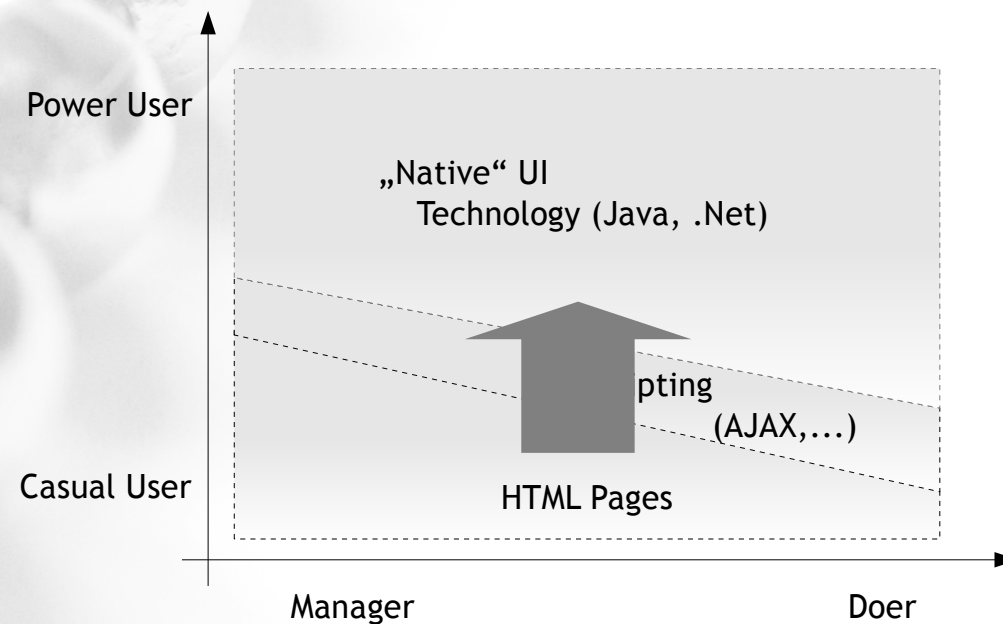 Power User
„Native“ UI
Technology (Java, .Net)
pting
(AJAX,...)
Casual User
HTML Pages
Manager
Doer